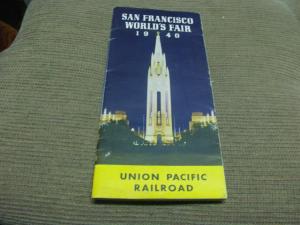 SAN FRANCISCO
WORLD'S FAIR
1940
UNION PACIFIC
RAILROAD